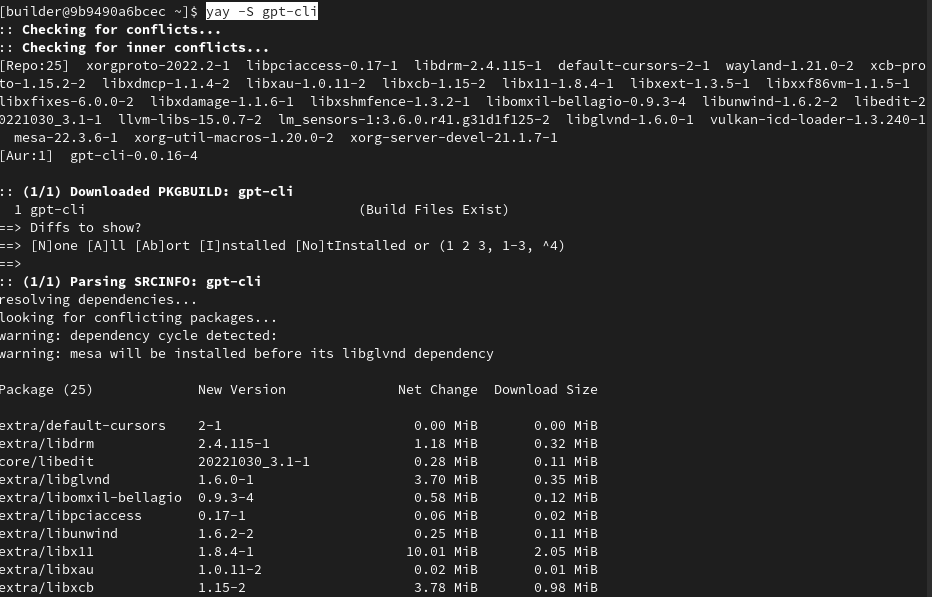 [builder@9b9490a6bcec ~]$ yay -S gpt-cli
:: Checking for conflicts...
:: Checking for inner conflicts...
[Repo:25]  xorgproto-2022.2-1  libpciaccess-0.17-1  libdrm-2.4.115-1  default-cursors-2-1  wayland-1.21.0-2  xcb-pro
to-1.15.2-2  libxdmcp-1.1.4-2  libxau-1.0.11-2  libxcb-1.15-2  libx11-1.8.4-1  libxext-1.3.5-1  libxxf86vm-1.1.5-1
libxfixes-6.0.0-2  libxdamage-1.1.6-1  libxshmfence-1.3.2-1  libomxil-bellagio-0.9.3-4  libunwind-1.6.2-2  libedit-2
0221030_3.1-1  llvm-libs-15.0.7-2  lm_sensors-1:3.6.0.r41.g31d1f125-2  libglvnd-1.6.0-1  vulkan-icd-loader-1.3.240-1
mesa-22.3.6-1  xorg-util-macros-1.20.0-2  xorg-server-devel-21.1.7-1
[Aur:1]  gpt-cli-0.0.16-4
:: (1/1) Downloaded PKGBUILD: gpt-cli
1 gpt-cli                                  (Build Files Exist)
==> Diffs to show?
==> [N]one [A]ll [Ab]ort [I]nstalled [No]tInstalled or (1 2 3, 1-3, ^4)
==>
:: (1/1) Parsing SRCINFO: gpt-cli
resolving dependencies...
looking for conflicting packages...
warning: dependency cycle detected:
warning: mesa will be installed before its libglvnd dependency
Package (25)             New Version              Net Change  Download Size
extra/default-cursors    2-1                        0.00 MiB       0.00 MiB
extra/libdrm             2.4.115-1                  1.18 MiB       0.32 MiB
core/libedit             20221030_3.1-1             0.28 MiB       0.11 MiB
extra/libglvnd           1.6.0-1                    3.70 MiB       0.35 MiB
extra/libomxil-bellagio  0.9.3-4                    0.58 MiB       0.12 MiB
extra/libpciaccess       0.17-1                     0.06 MiB       0.02 MiB
extra/libunwind          1.6.2-2                    0.25 MiB       0.11 MiB
extra/libx11             1.8.4-1                   10.01 MiB       2.05 MiB
extra/libxau             1.0.11-2                   0.02 MiB       0.01 MiB
extra/libxcb             1.15-2                     3.78 MiB       0.98 MiB